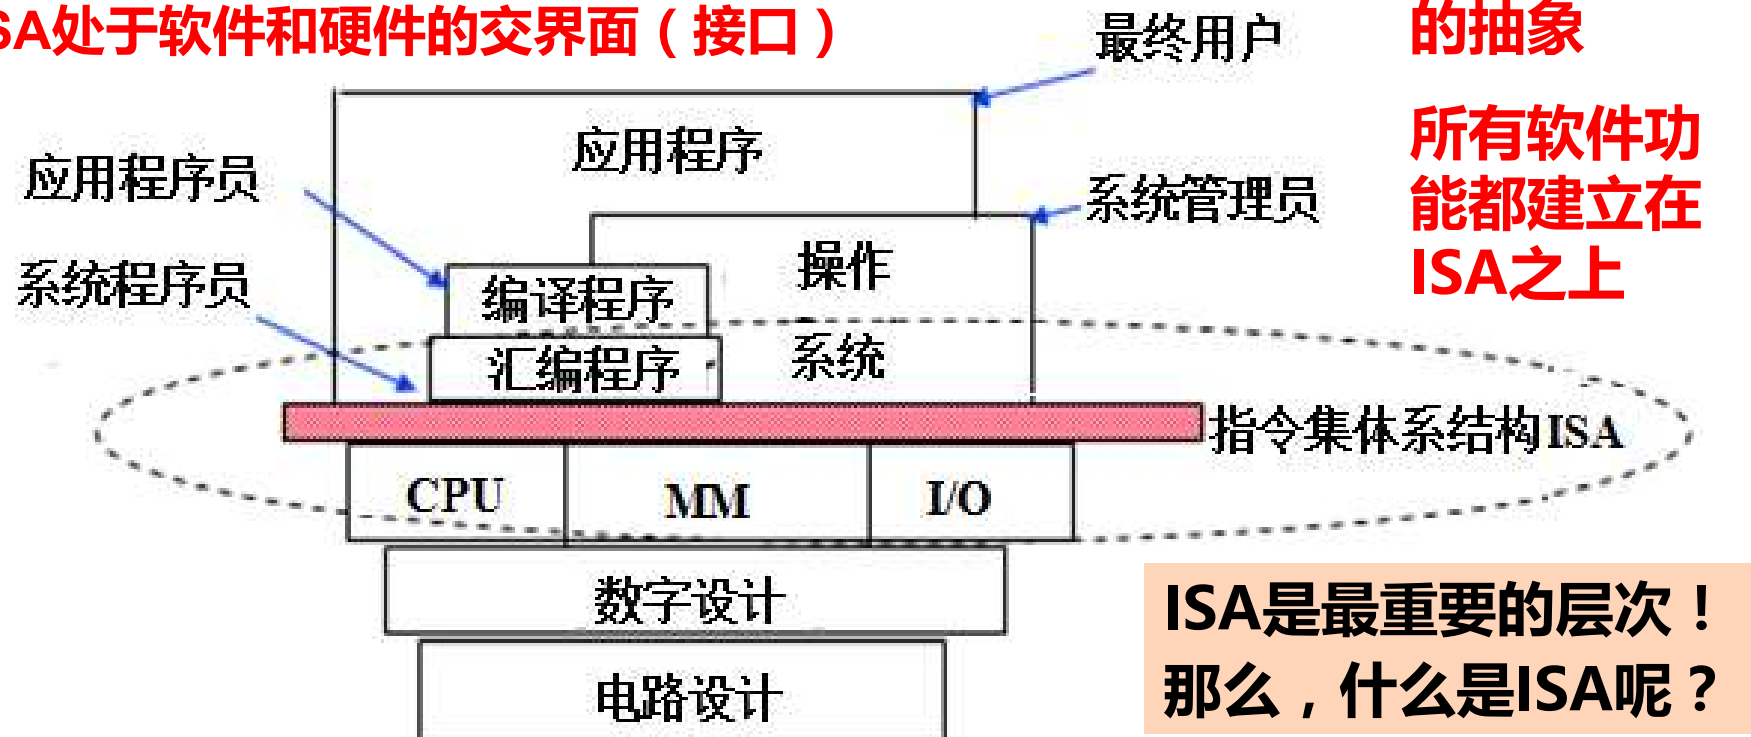 SA处于软件和硬件的交界面（接口）
最终用户
的抽象
应用程序
所有软件功
能都建立在
ISA之上
应用程序员
系统管理员
操作
系统
系统程序员
编译程序
汇编程序
指令集体系结构ISA
CPU
MM
I/O
数字设计
电路设计
ISA是最重要的层次！
那么，什么是ISA呢？